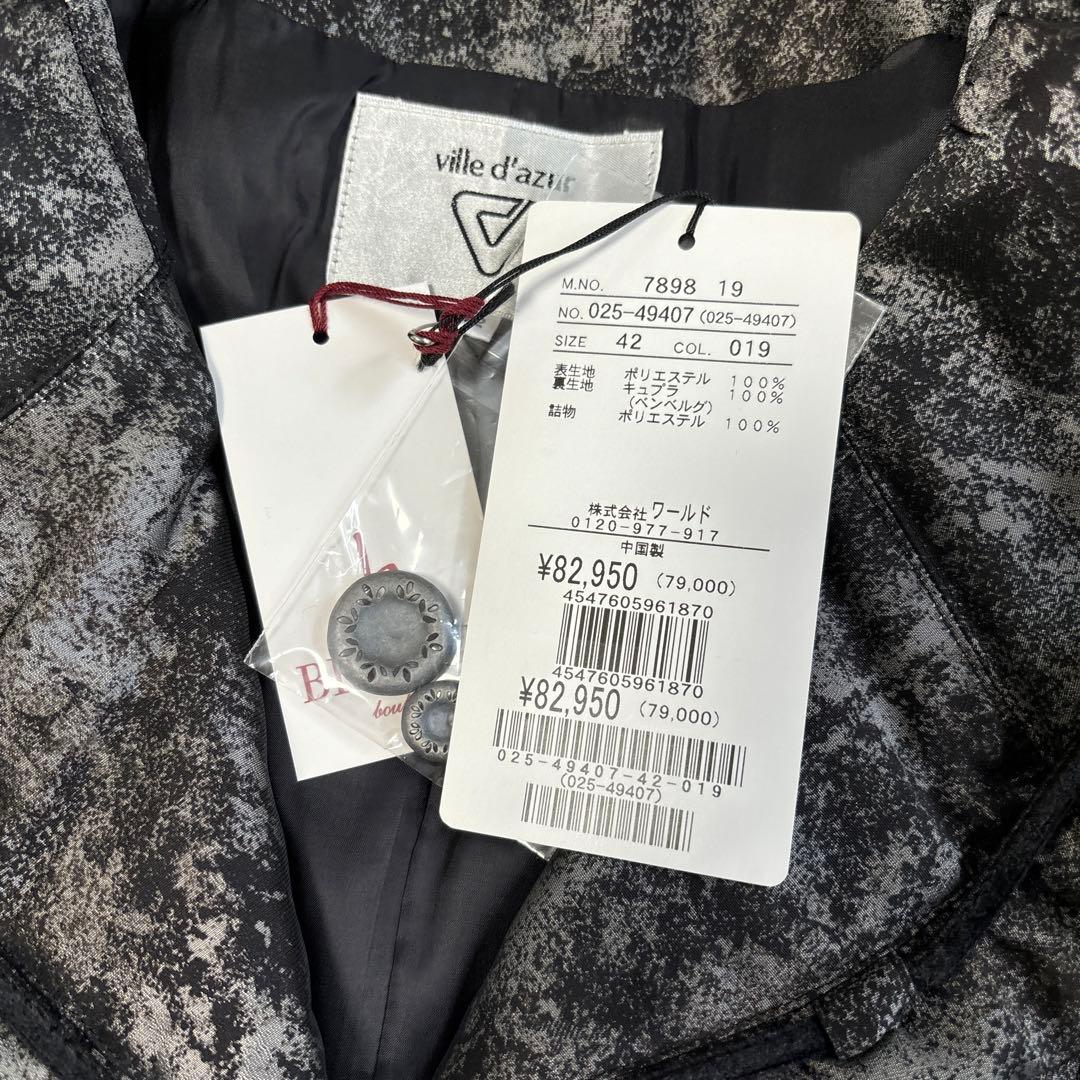 ville d'azur
M.NO. 7898 19
NO. 025-49407 (025-49407)
SIZE 42 COL. 019
表生地 ポリエステル 100%
裏生地 キュプラ 100%
(ベンベルグ)
詰物 ポリエステル 100%
株式会社 ワールド
0120-977-917
中国製
¥82,950 (79,000)
4547605961870
4547605961870
¥82,950 (79,000)
025-49407-42-019
(025-49407)